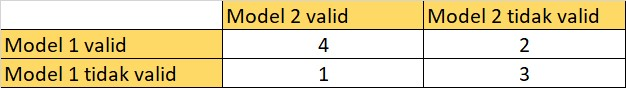 Model 2 valid Model 2 tidak valid
Model 1 valid 4 2
Model 1 tidak valid 1 3